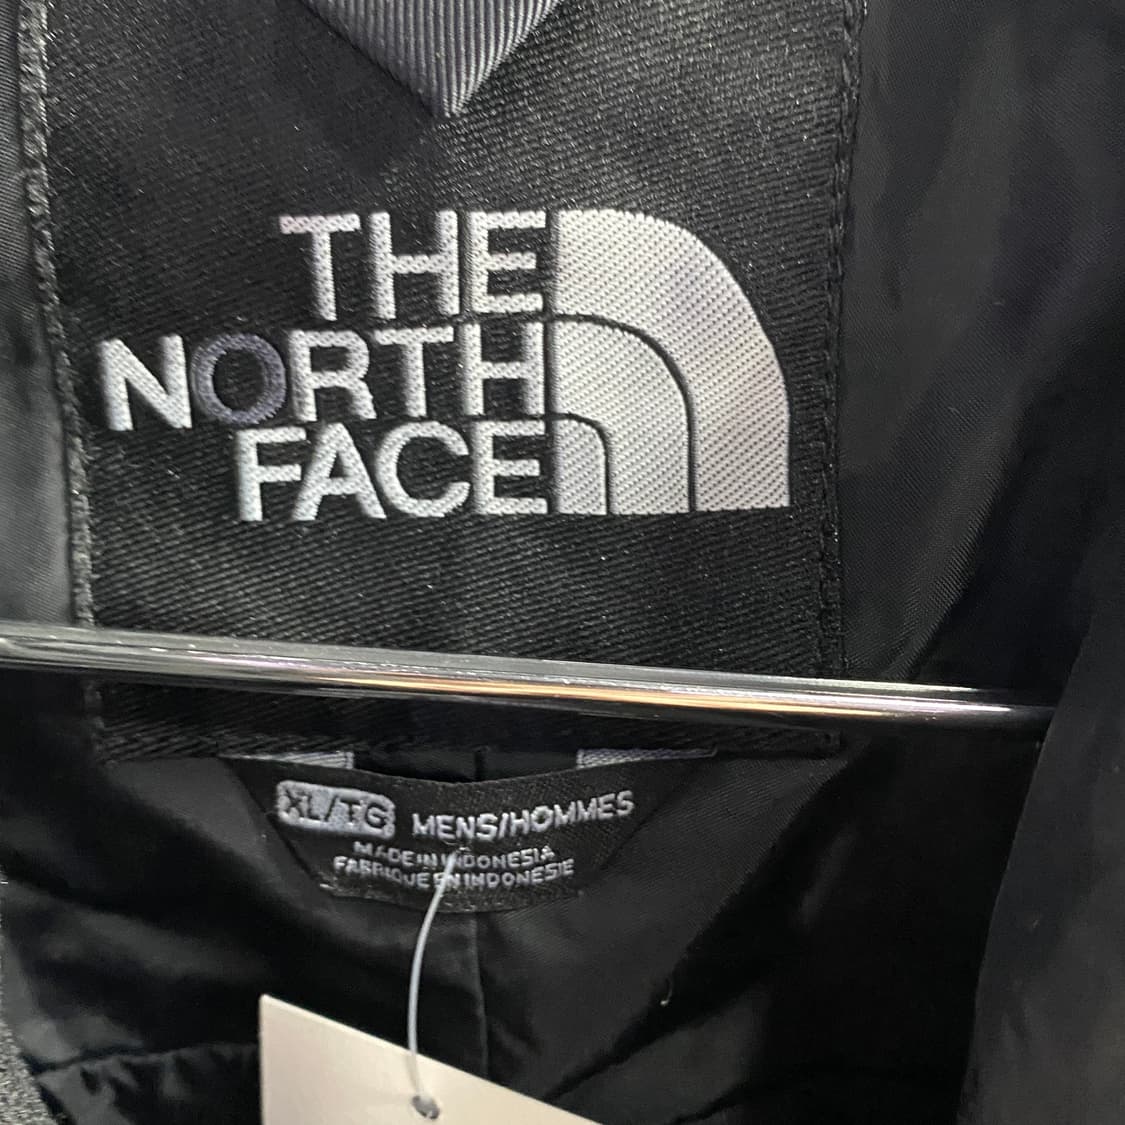 THE
NORTH
FACE
XL/TG MENS/HOMMES
MADE IN INDONESIA
FABRIQUE EN INDONESIE